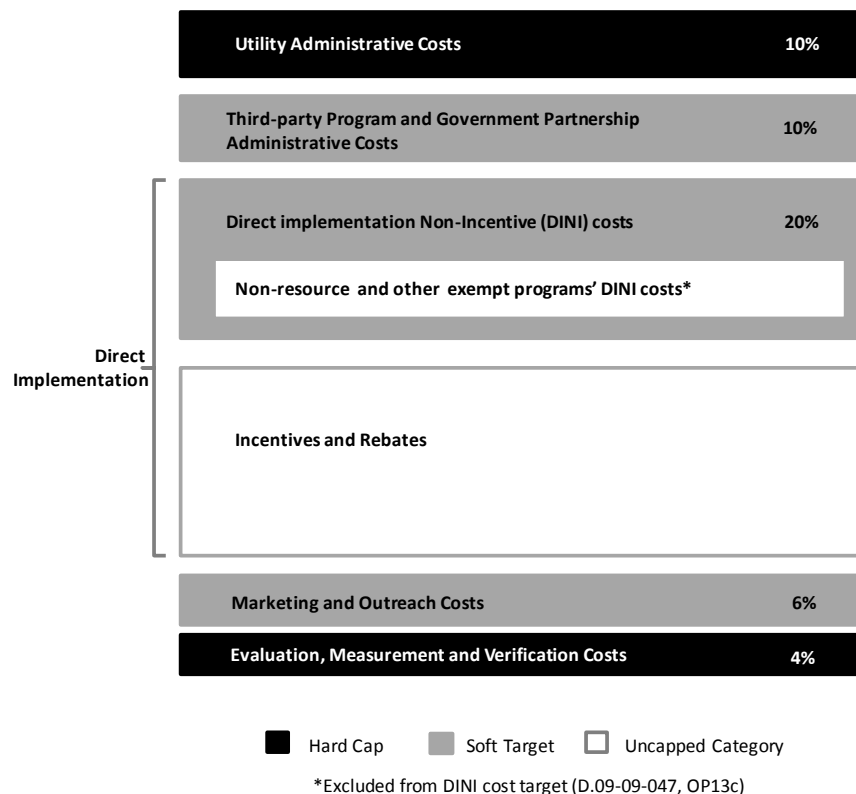 Utility Administrative Costs 10%
Third-party Program and Government Partnership
Administrative Costs 10%
Direct implementation Non-Incentive (DINI) costs 20%
Non-resource and other exempt programs' DINI costs*
Direct
Implementation
Incentives and Rebates
Marketing and Outreach Costs 6%
Evaluation, Measurement and Verification Costs 4%
Hard Cap Soft Target Uncapped Category
*Excluded from DINI cost target (D.09-09-047, OP13c)